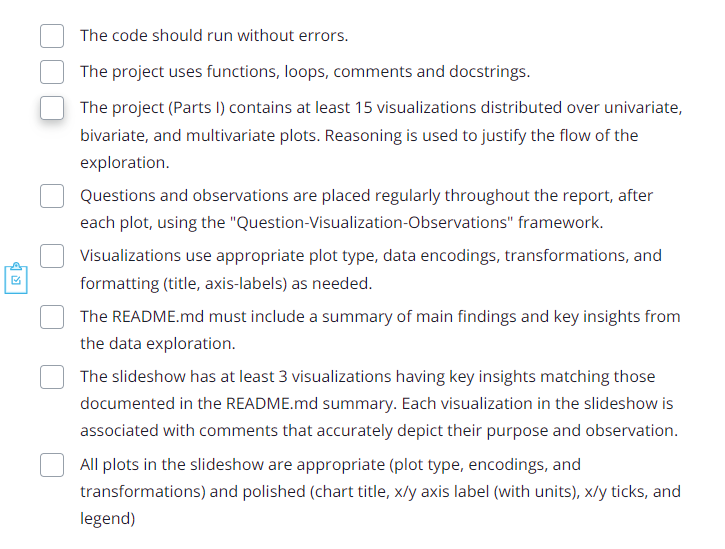 The code should run without errors.
The project uses functions, loops, comments and docstrings.
The project (Parts I) contains at least 15 visualizations distributed over univariate,
bivariate, and multivariate plots. Reasoning is used to justify the flow of the
exploration.
Questions and observations are placed regularly throughout the report, after
each plot, using the "Question-Visualization-Observations" framework.
Visualizations use appropriate plot type, data encodings, transformations, and
formatting (title, axis-labels) as needed.
The README.md must include a summary of main findings and key insights from
the data exploration.
The slideshow has at least 3 visualizations having key insights matching those
documented in the README.md summary. Each visualization in the slideshow is
associated with comments that accurately depict their purpose and observation.
All plots in the slideshow are appropriate (plot type, encodings, and
transformations) and polished (chart title, x/y axis label (with units), x/y ticks, and
legend)